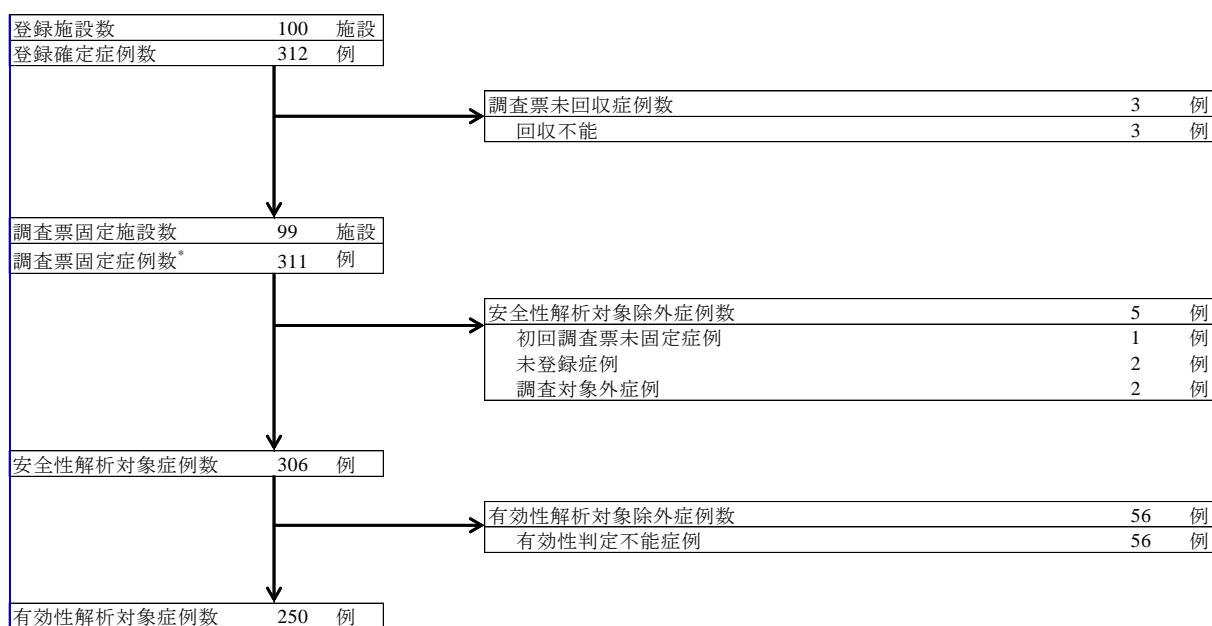 登録施設数 100 施設
登録確定症例数 312 例
調査票未回収症例数 3 例
回収不能 3 例
調査票固定施設数 99 施設
調査票固定症例数* 311 例
安全性解析対象除外症例数 5 例
初回調査票未固定症例 1 例
未登録症例 2 例
調査対象外症例 2 例
安全性解析対象症例数 306 例
有効性解析対象除外症例数 56 例
有効性判定不能症例 56 例
有効性解析対象症例数 250 例